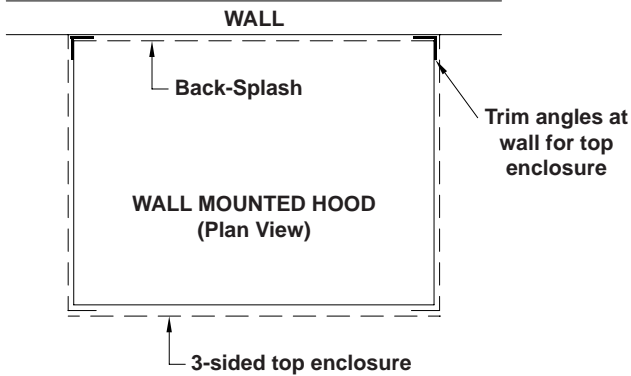 WALL
Back-Splash
Trim angles at
wall for top
enclosure
WALL MOUNTED HOOD
(Plan View)
3-sided top enclosure